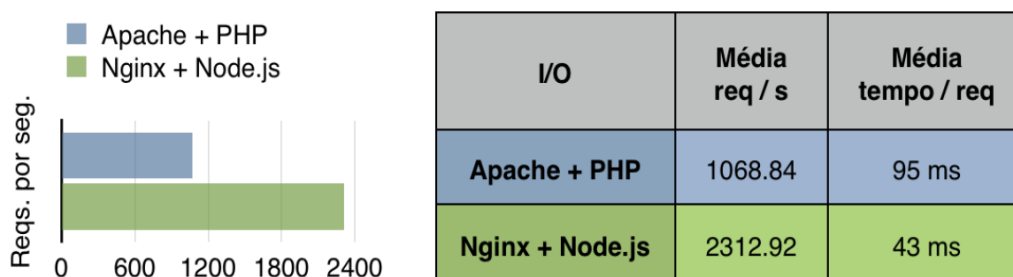 Apache + PHP
Nginx + Node.js
Reqs. por seg.
0 600 1200 1800 2400
I/O
Média
req / s
Média
tempo / req
Apache + PHP 1068.84 95 ms
Nginx + Node.js 2312.92 43 ms